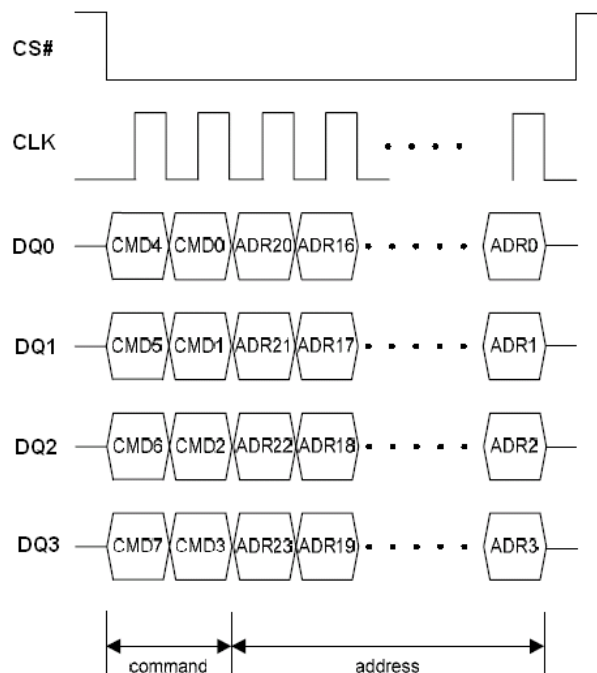 CS#
CLK
DQ0 CMD4 CMD0 ADR20 ADR16 ADR0
DQ1 CMD5 CMD1 ADR21 ADR17 ADR1
DQ2 CMD6 CMD2 ADR22 ADR18 ADR2
DQ3 CMD7 CMD3 ADR23 ADR19 ADR3
command address